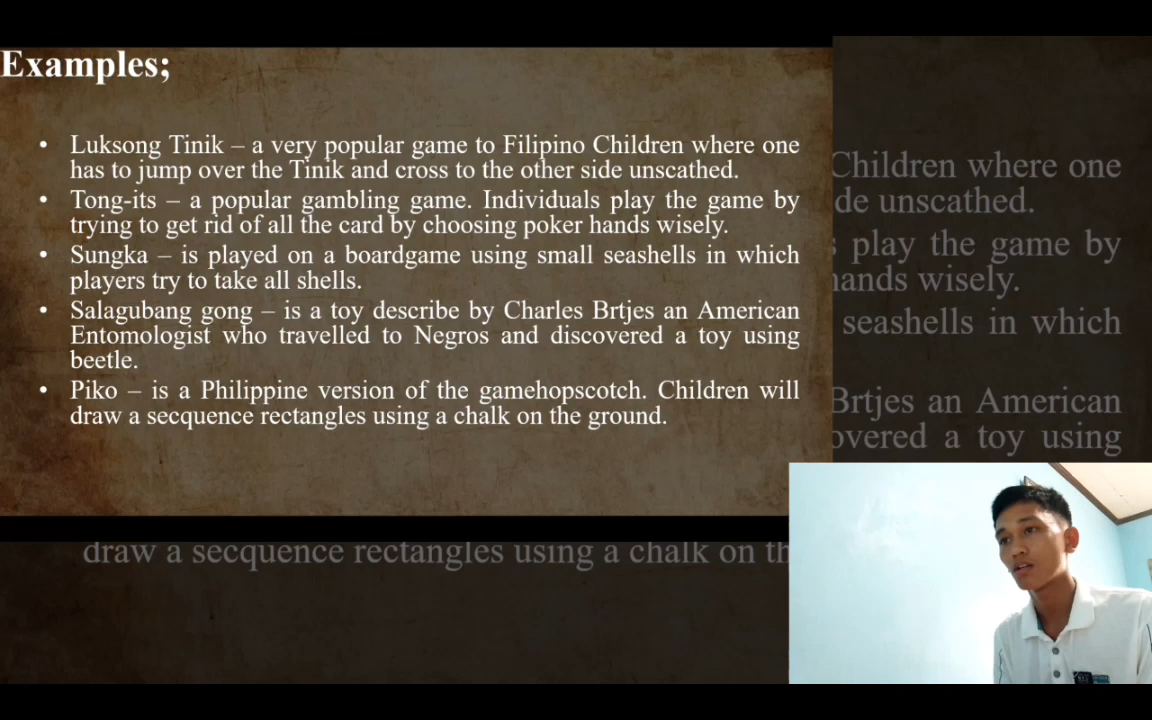 Examples;
• Luksong Tinik – a very popular game to Filipino Children where one
has to jump over the Tinik and cross to the other side unscathed.
• Tong-its – a popular gambling game. Individuals play the game by
trying to get rid of all the card by choosing poker hands wisely.
• Sungka – is played on a boardgame using small seashells in which
players try to take all shells.
• Salagubang gong – is a toy describe by Charles Brtjes an American
Entomologist who travelled to Negros and discovered a toy using
beetle.
• Piko – is a Philippine version of the gamehopscotch. Children will
draw a secquence rectangles using a chalk on the ground.
Children where one
de unscathed.
play the game by
hands wisely.
seashells in which
Brtjes an American
overed a toy using
draw a secquence rectangles using a chalk on th